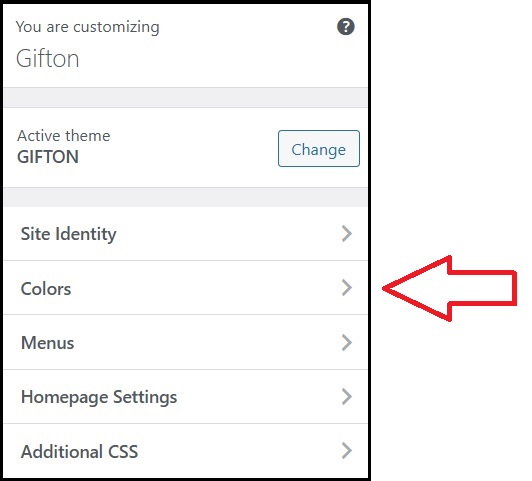 You are customizing
Gifton
Active theme
GIFTON
Change
Site Identity
Colors
Menus
Homepage Settings
Additional CSS